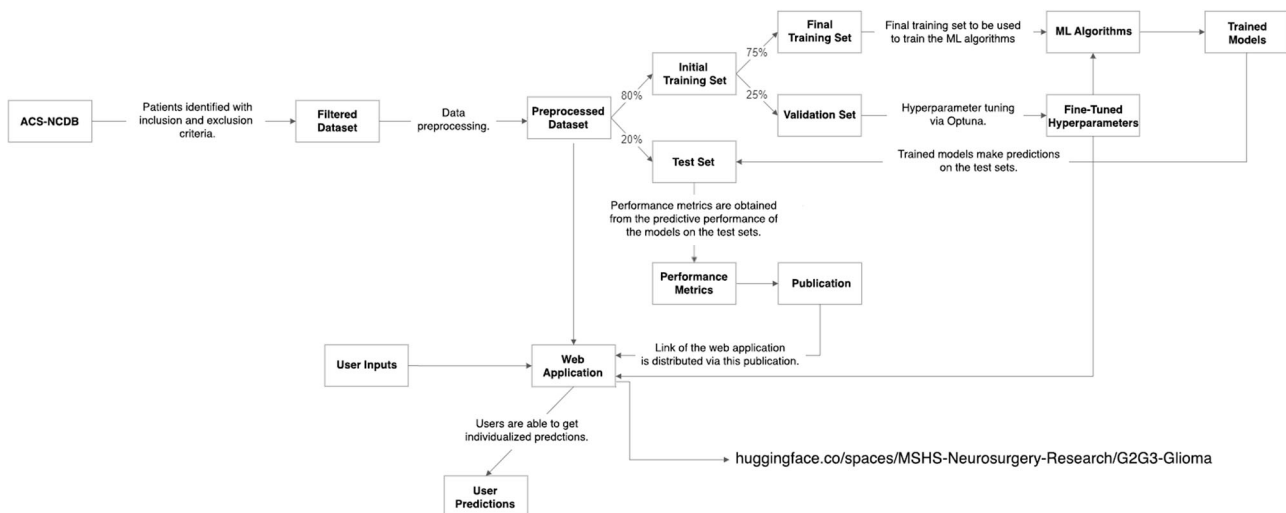 ACS-NCDB
Patients identified with
inclusion and exclusion
criteria.
Filtered
Dataset
Data
preprocessing.
Preprocessed
Dataset
80%
20%
Initial
Training Set
75%
25%
Final
Training Set
Final training set to be used
to train the ML algorithms
ML Algorithms
Trained
Models
Validation Set
Hyperparameter tuning
via Optuna.
Fine-Tuned
Hyperparameters
Test Set
Trained models make predictions
on the test sets.
Performance metrics are obtained
from the predictive performance of
the models on the test sets.
Performance
Metrics
Publication
Link of the web application
is distributed via this publication.
User Inputs
Web
Application
Users are able to get
individualized predctions.
huggingface.co/spaces/MSHS-Neurosurgery-Research/G2G3-Glioma
User
Predictions